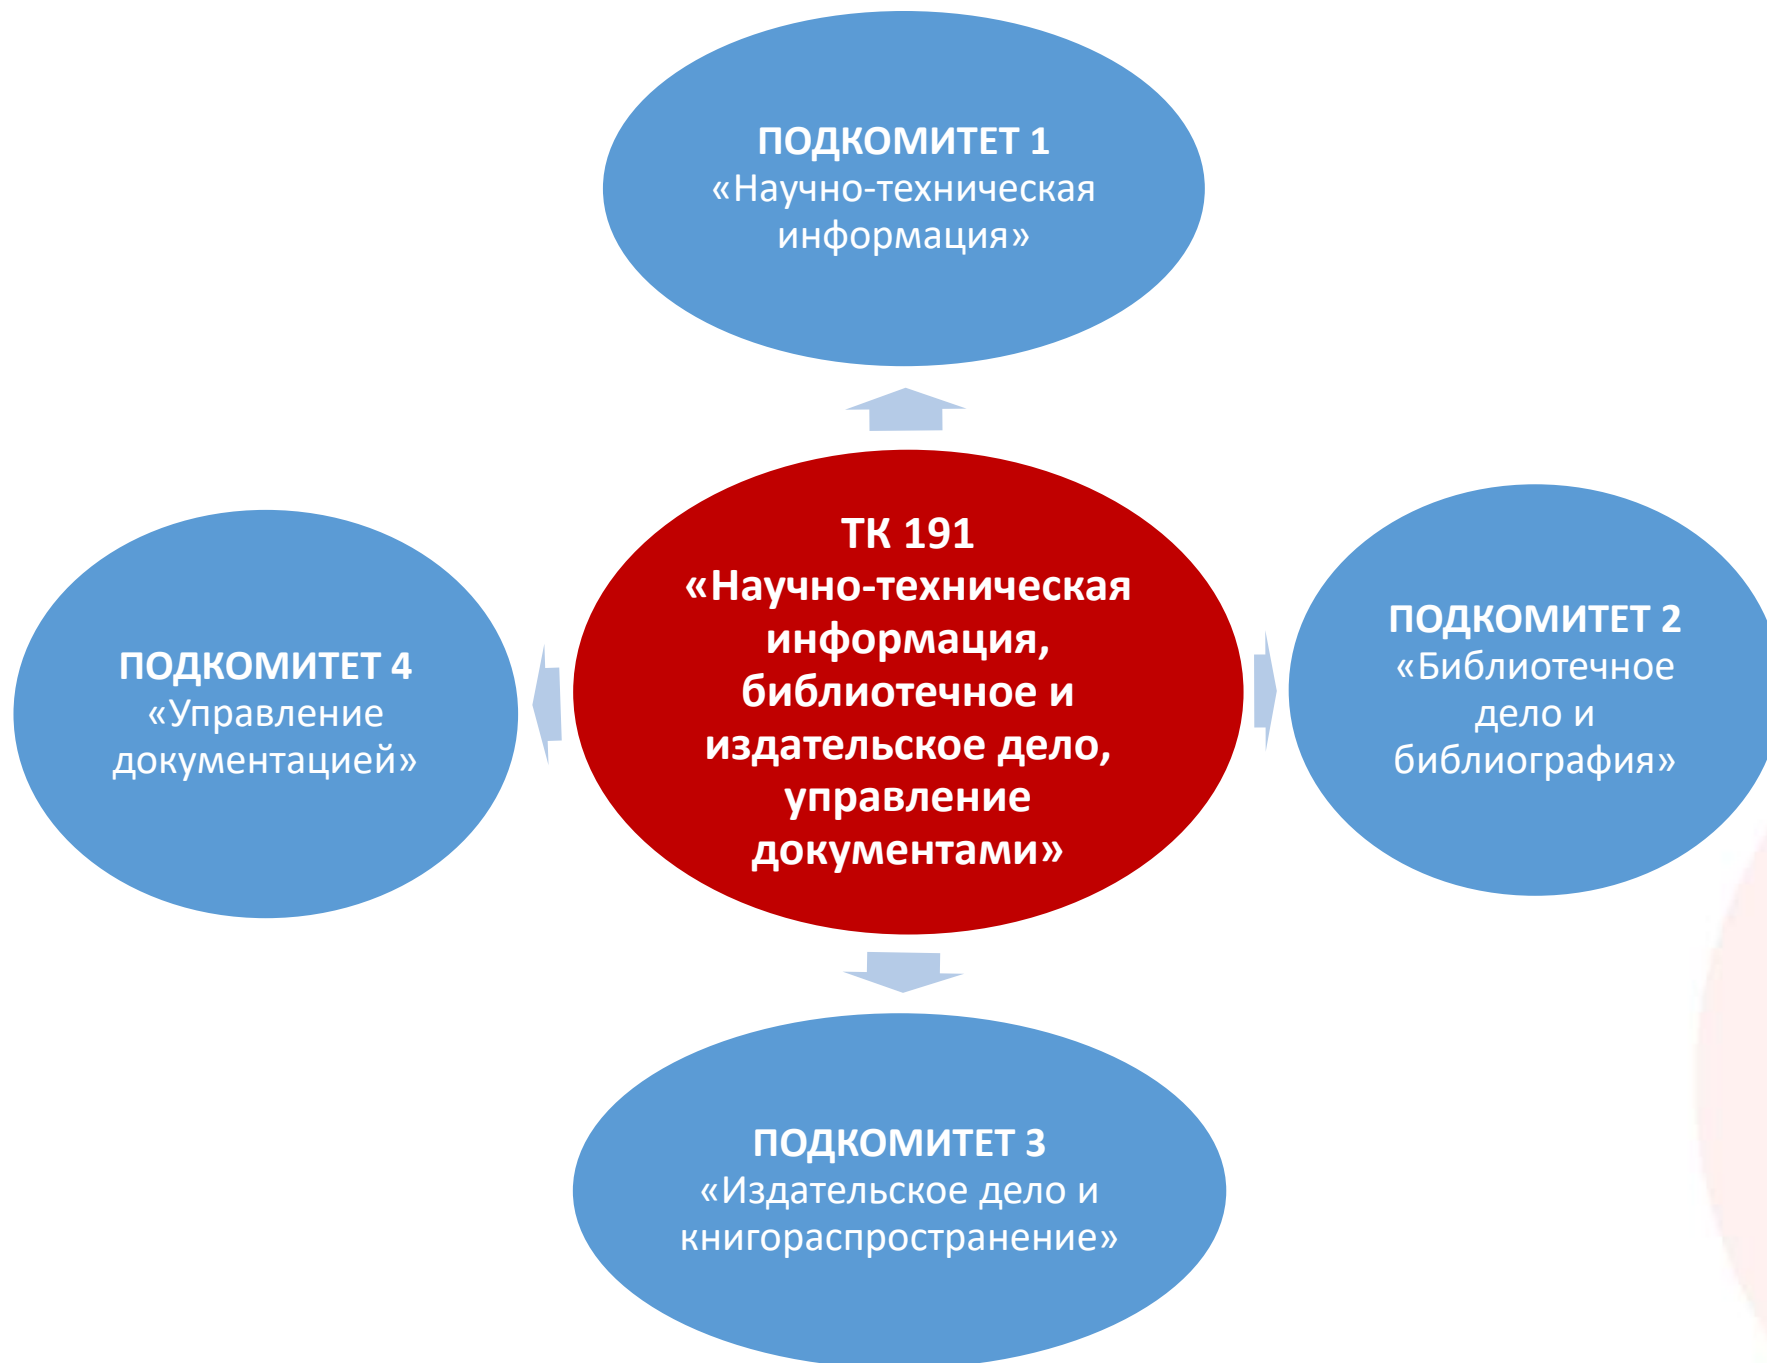 ПОДКОМИТЕТ 1
«Научно-техническая
информация»
ТК 191
«Научно-техническая
информация,
библиотечное и
издательское дело,
управление
документами»
ПОДКОМИТЕТ 2
«Библиотечное
дело и
библиография»
ПОДКОМИТЕТ 4
«Управление
документацией»
ПОДКОМИТЕТ 3
«Издательское дело и
книгораспространение»